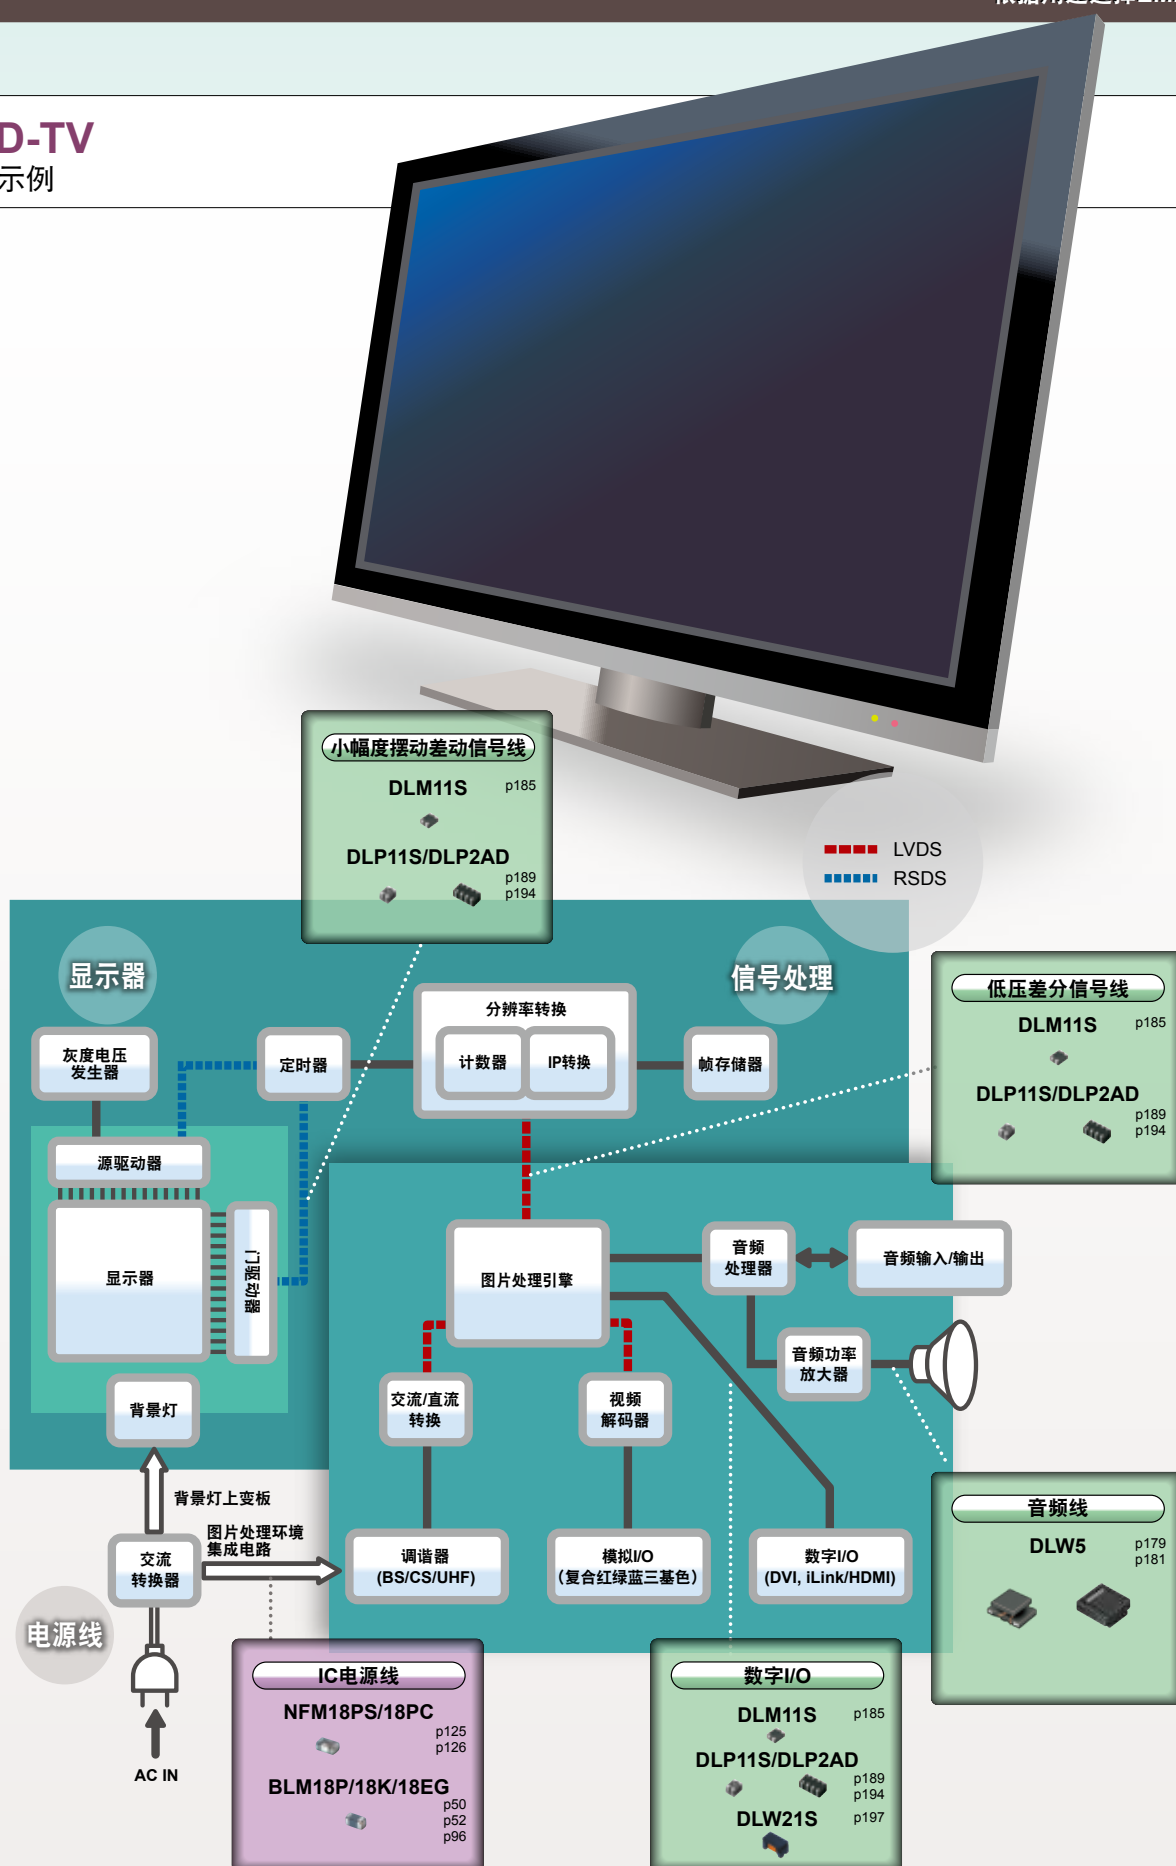 D-TV
示例
小幅度摆动差动信号线
DLM11S p185
DLP11S/DLP2AD
p189
p194
LVDS
RSDS
显示器
信号处理
灰度电压
发生器
定时器
分辨率转换
计数器
IP转换
帧存储器
源驱动器
显示器
门驱动器
背景灯
低压差分信号线
DLM11S p185
DLP11S/DLP2AD
p189
p194
图片处理引擎
音频
处理器
音频输入/输出
音频功率
放大器
交流/直流
转换
视频
解码器
背景灯上变板
图片处理环境
集成电路
交流
转换器
调谐器
(BS/CS/UHF)
模拟I/O
（复合红绿蓝三基色）
数字I/O
(DVI, iLink/HDMI)
音频线
DLW5 p179
p181
电源线
AC IN
IC电源线
NFM18PS/18PC
p125
p126
BLM18P/18K/18EG
p50
p52
p96
数字I/O
DLM11S p185
DLP11S/DLP2AD
p189
p194
DLW21S p197